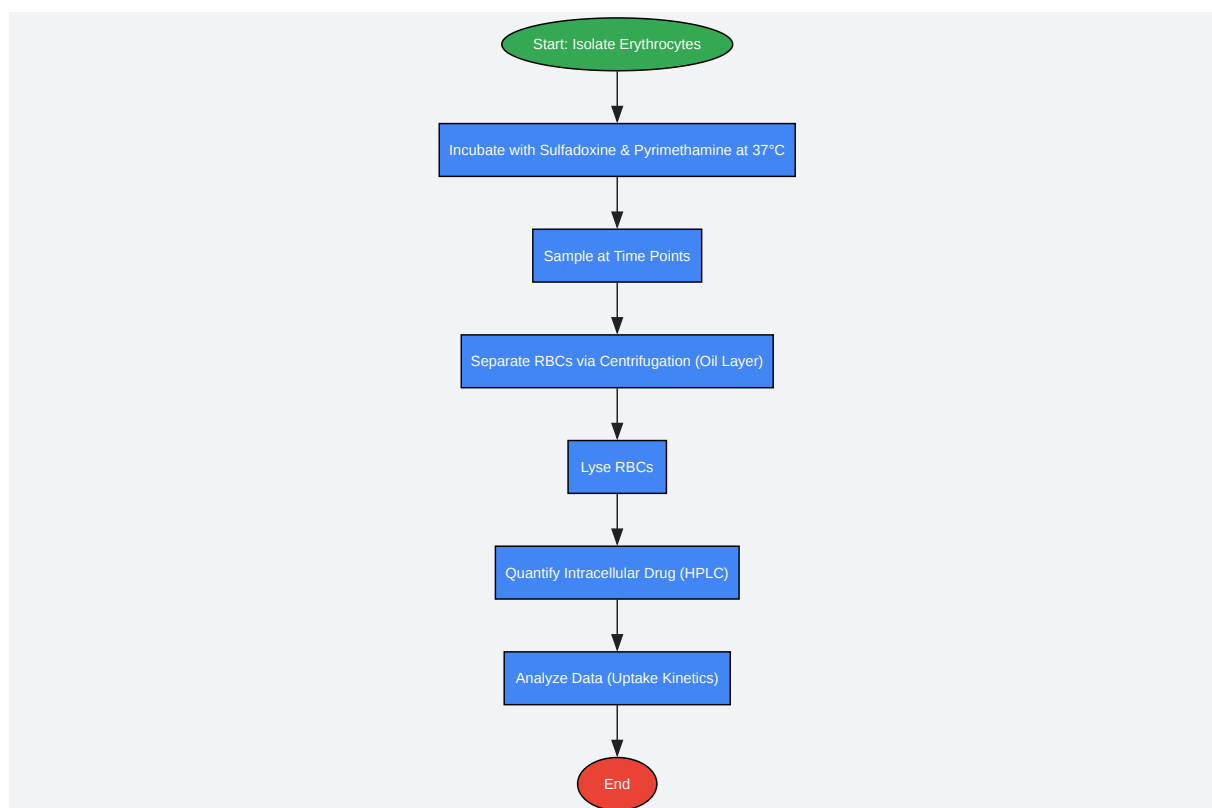 Start: Isolate Erythrocytes
Incubate with Sulfadoxine & Pyrimethamine at 37°C
Sample at Time Points
Separate RBCs via Centrifugation (Oil Layer)
Lyse RBCs
Quantify Intracellular Drug (HPLC)
Analyze Data (Uptake Kinetics)
End